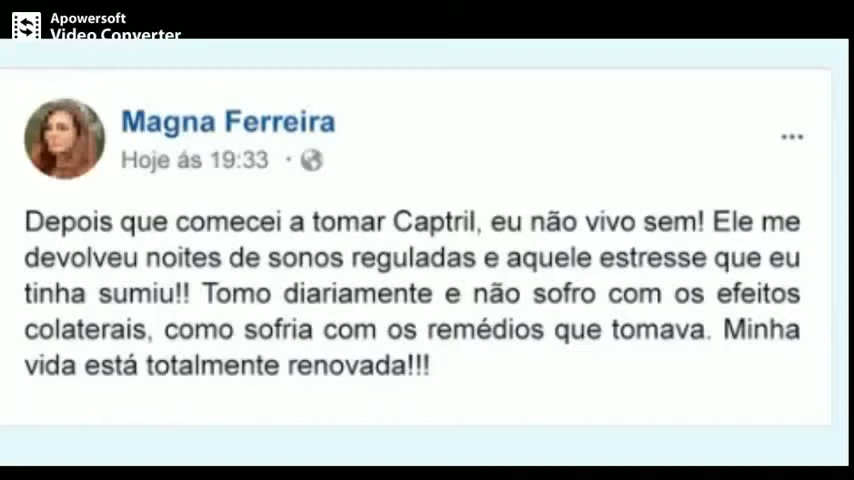 Apowersoft
Video Converter
Magna Ferreira
Hoje ás 19:33 ·
Depois que comecei a tomar Captril, eu não vivo sem! Ele me
devolveu noites de sonos reguladas e aquele estresse que eu
tinha sumiu!! Tomo diariamente e não sofro com os efeitos
colaterais, como sofria com os remédios que tomava. Minha
vida está totalmente renovada!!!